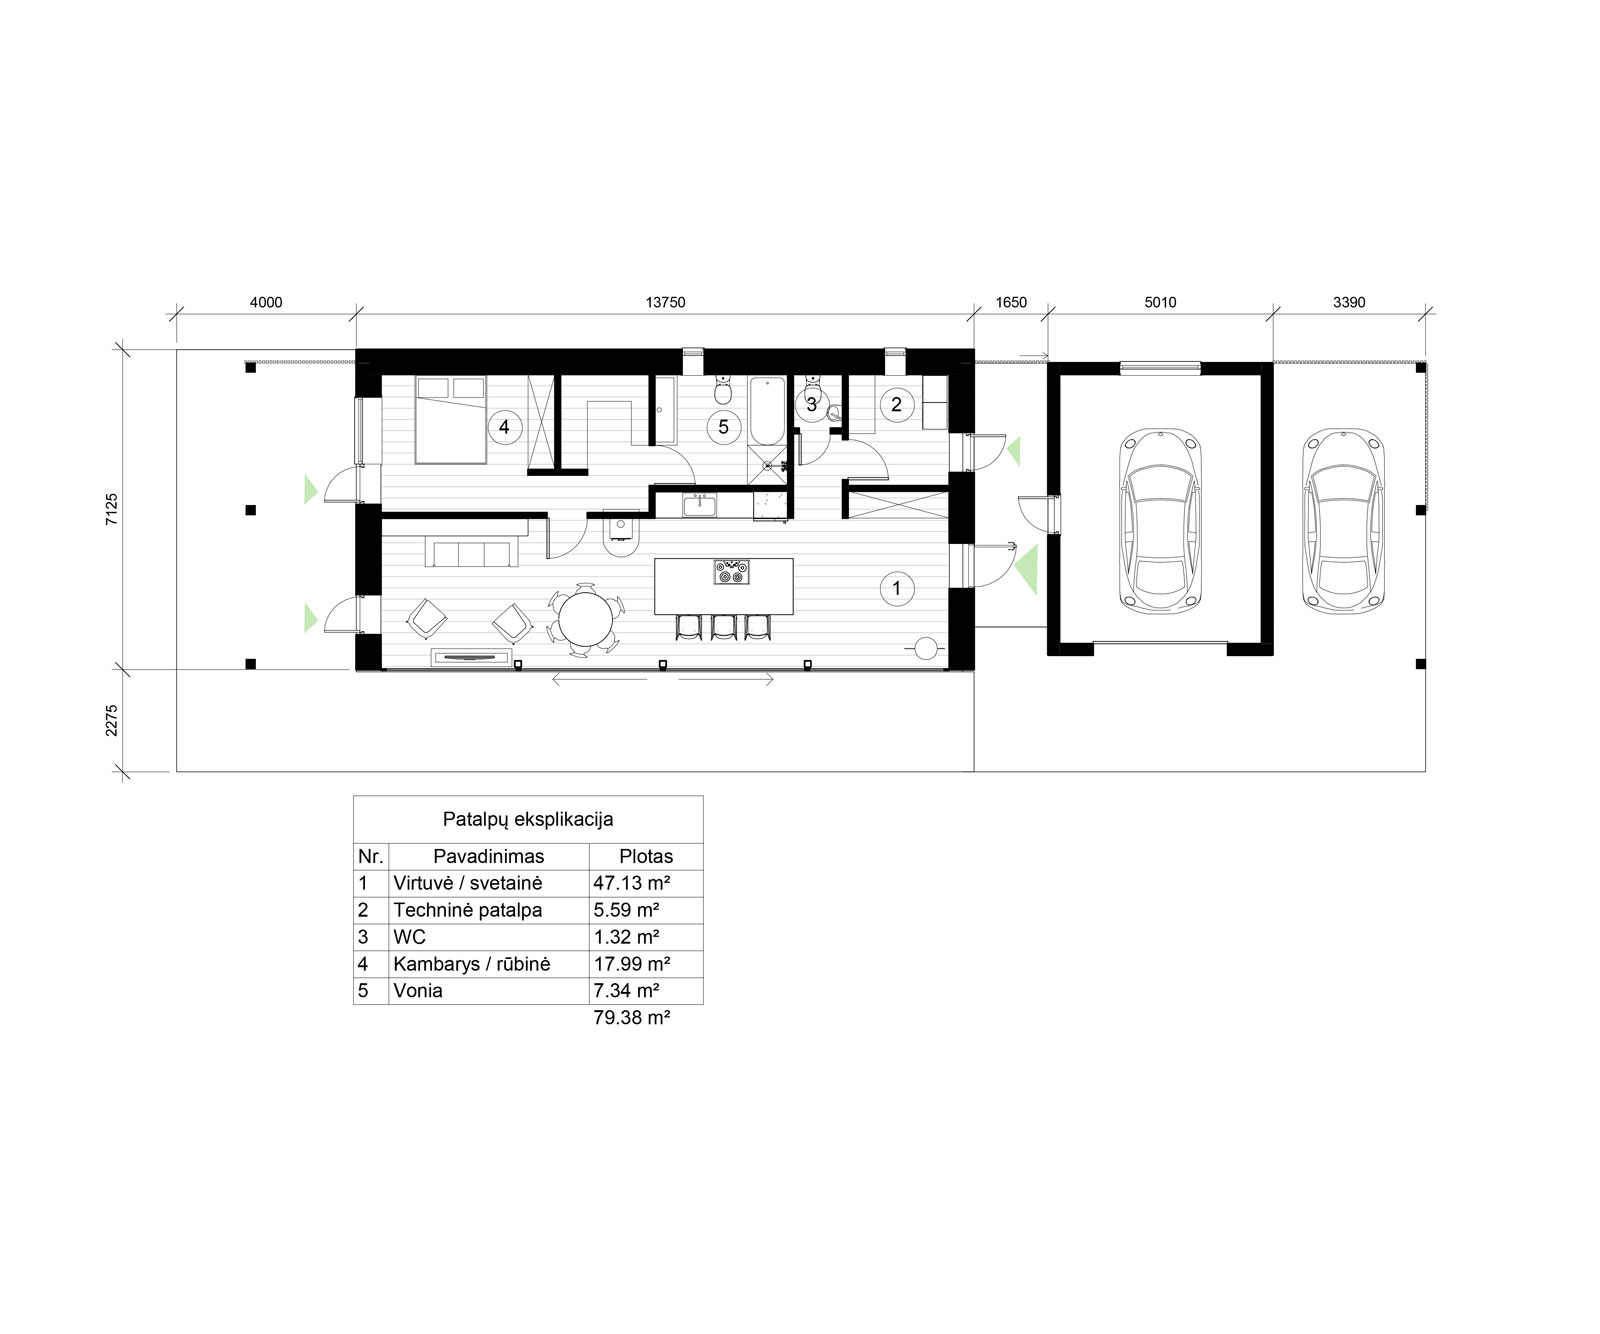 4000 13750 1650 5010 3390
7125
2275
4
5
3
2
1
Patalpų eksplikacija
Nr. Pavadinimas Plotas
1 Virtuvė / svetainė 47.13 m²
2 Techninė patalpa 5.59 m²
3 WC 1.32 m²
4 Kambarys / rūbinė 17.99 m²
5 Vonia 7.34 m²
79.38 m²